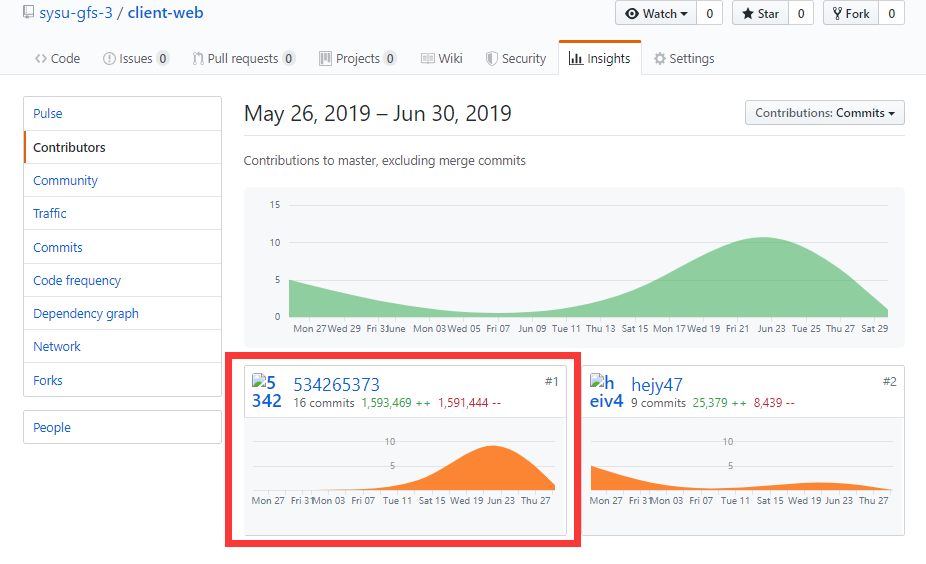 sysu-gfs-3 / client-web
Watch 0 Star 0 Fork 0
Code Issues 0 Pull requests 0 Projects 0 Wiki Security Insights Settings
Pulse
Contributors
Community
Traffic
Commits
Code frequency
Dependency graph
Network
Forks
People
May 26, 2019 – Jun 30, 2019
Contributions: Commits
Contributions to master, excluding merge commits
15
10
5
0
Mon 27 Wed 29 Fri 31 June Mon 03 Wed 05 Fri 07 Jun 09 Tue 11 Thu 13 Sat 15 Mon 17 Wed 19 Fri 21 Jun 23 Tue 25 Thu 27 Sat 29
5
342
534265373
#1
16 commits 1,593,469 ++ 1,591,444 --
10
5
Mon 27 Fri 31 Mon 03 Fri 07 Tue 11 Sat 15 Wed 19 Jun 23 Thu 27
h
eiv4
hejy47
#2
9 commits 25,379 ++ 8,439 --
10
5
Mon 27 Fri 31 Mon 03 Fri 07 Tue 11 Sat 15 Wed 19 Jun 23 Thu 27